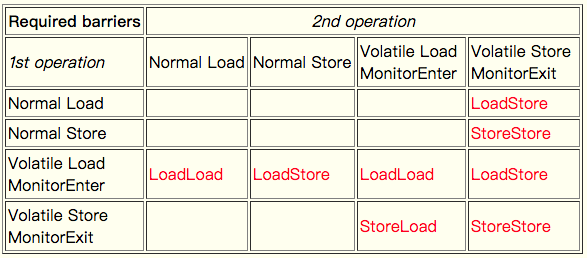 Required barriers 2nd operation
1st operation Normal Load Normal Store Volatile Load MonitorEnter Volatile Store MonitorExit
Normal Load LoadStore
Normal Store StoreStore
Volatile Load MonitorEnter LoadLoad LoadStore LoadLoad LoadStore
Volatile Store MonitorExit StoreLoad StoreStore